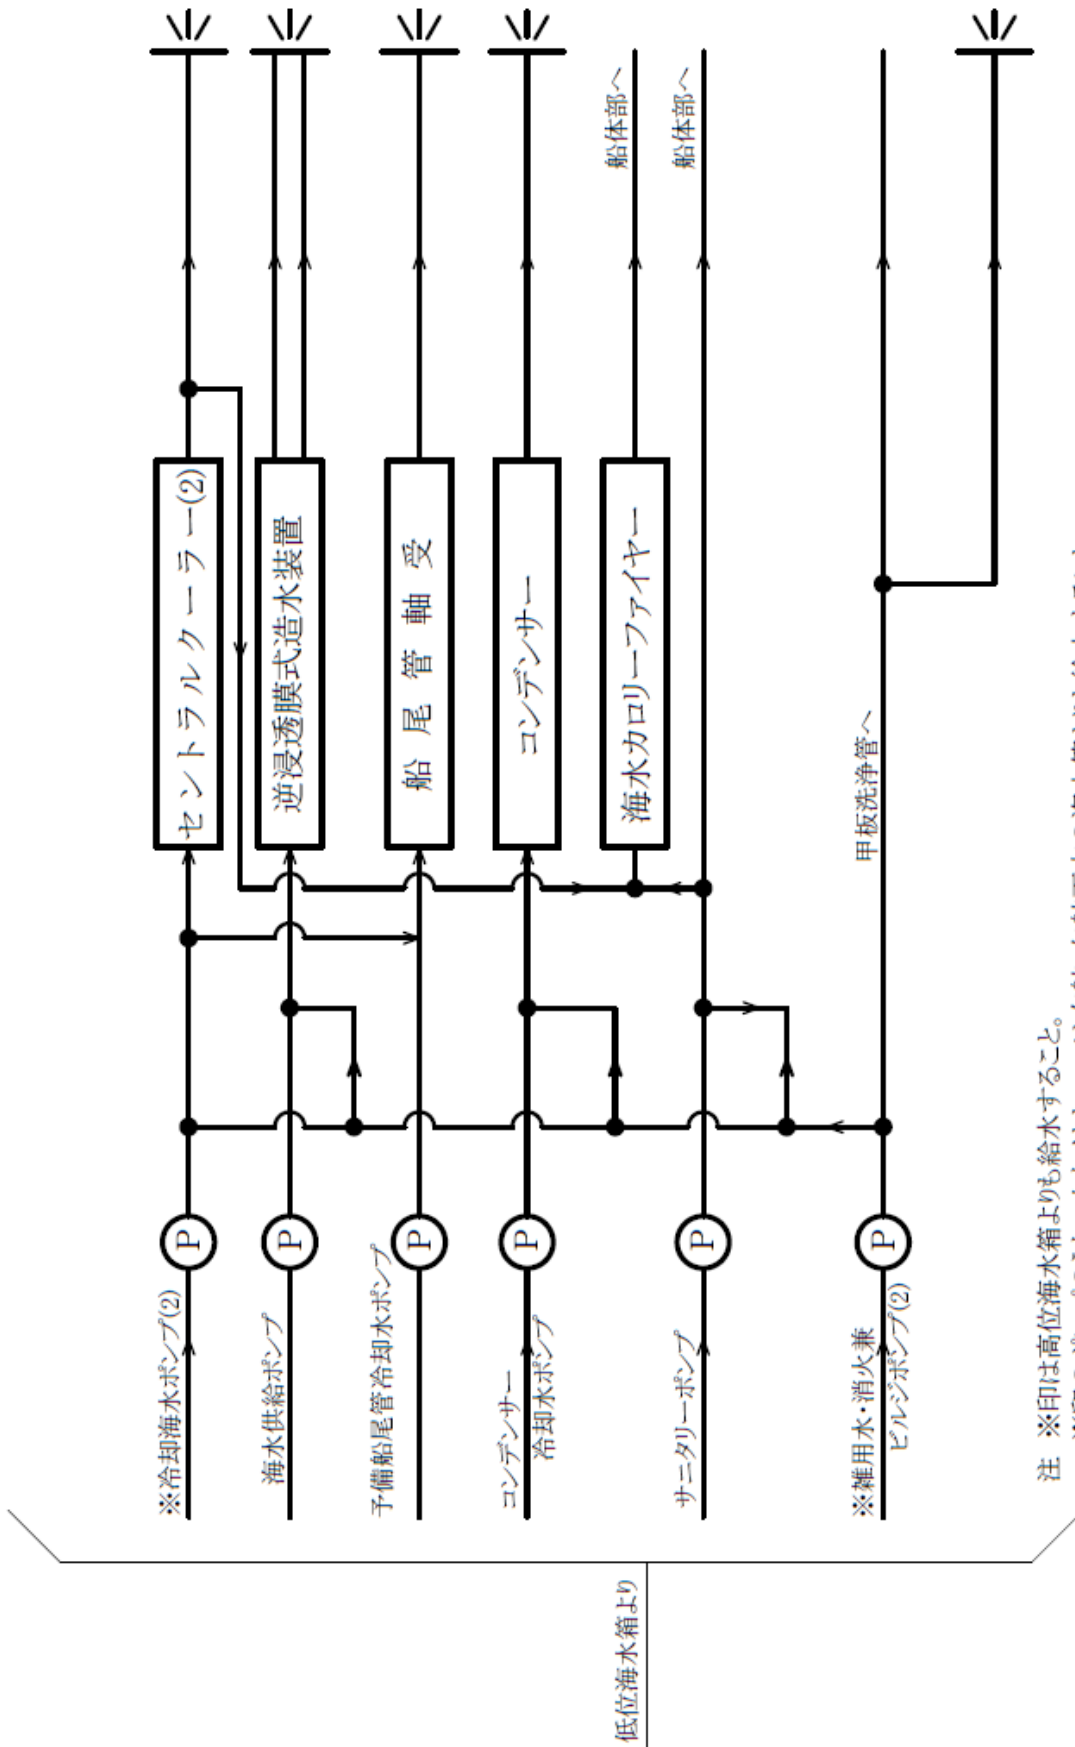 ※冷却海水ポンプ(2)
P
セントラルクーラー(2)
海水供給ポンプ
P
逆浸透膜式造水装置
予備船尾管冷却水ポンプ
P
船尾管軸受
コンデンサー
冷却水ポンプ
P
コンデンサー
海水カロリーファイヤー
船体部へ
サニタリーポンプ
P
船体部へ
※雑用水・消火兼
ビルジポンプ(2)
P
甲板洗浄管へ
低位海水箱より
注 ※印は高位海水箱よりも給水すること。